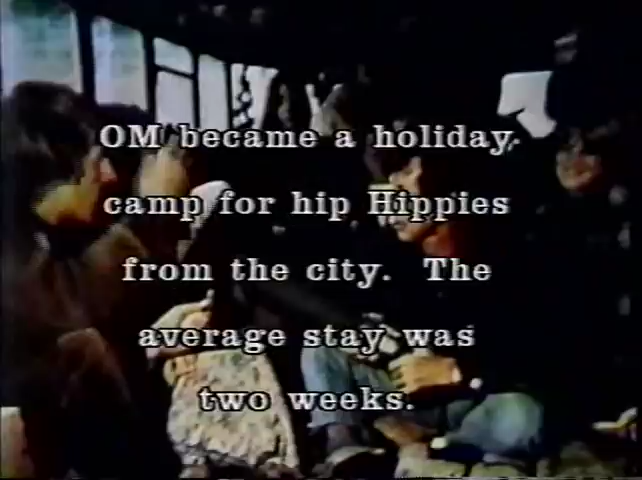 OM became a holiday
camp for hip Hippies
from the city. The
average stay was
two weeks.